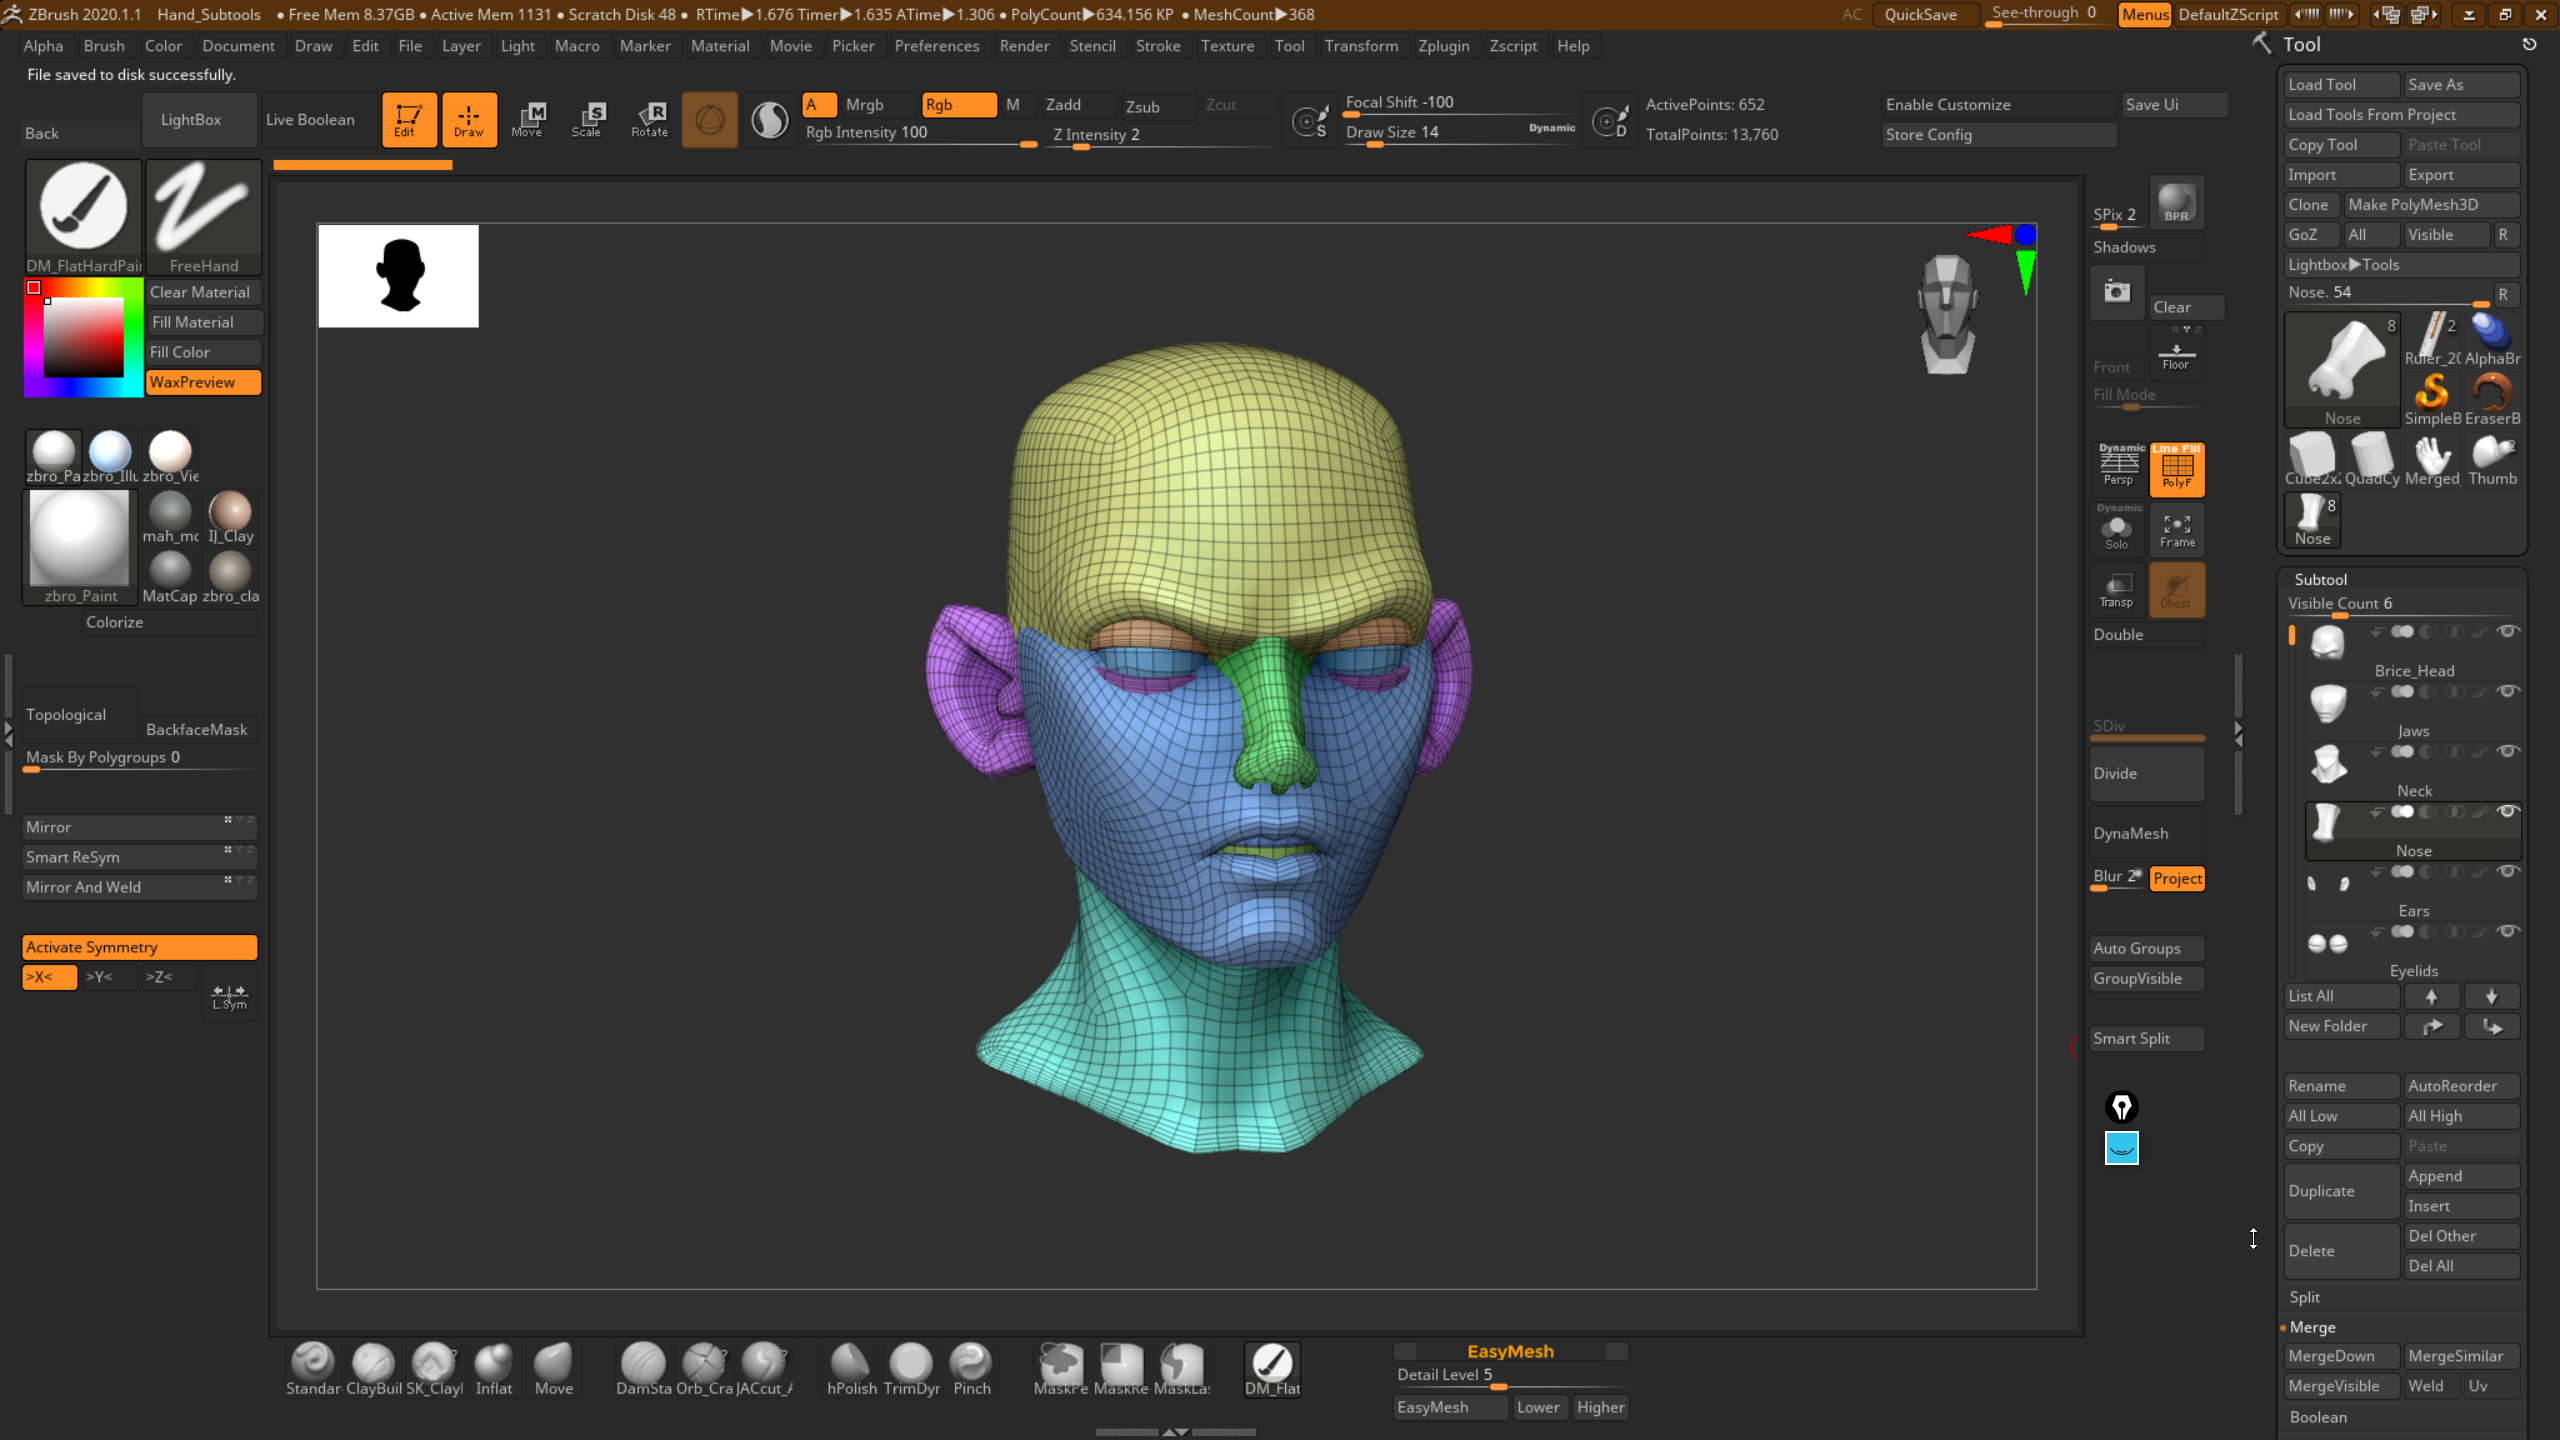 ZBrush 2020.1.1 Hand_Subtools • Free Mem 8.37GB • Active Mem 1131 • Scratch Disk 48 • RTime▶1.676 Timer▶1.635 ATime▶1.306 • PolyCount▶634.156 KP • MeshCount▶368 AC QuickSave See-through 0 Menus DefaultZScript
Alpha Brush Color Document Draw Edit File Layer Light Macro Marker Material Movie Picker Preferences Render Stencil Stroke Texture Tool Transform Zplugin Zscript Help
Tool
File saved to disk successfully.
Back LightBox Live Boolean Edit Draw Move Scale Rotate
A Mrgb Rgb M Zadd Zsub Zcut
Rgb Intensity 100 Z Intensity 2
S Focal Shift -100
Draw Size 14 Dynamic D
ActivePoints: 652
TotalPoints: 13,760
Enable Customize Save Ui
Store Config
DM_FlatHardPai FreeHand
Clear Material
Fill Material
Fill Color
WaxPreview
zbro_Pa zbro_Illu zbro_Vie
mah_mc IJ_Clay
zbro_Paint MatCap zbro_cla
Colorize
Topological
BackfaceMask
Mask By Polygroups 0
Mirror
Smart ReSym
Mirror And Weld
Activate Symmetry
>X< >Y< >Z<
L.Sym
SPix 2 BPR
Shadows
Clear
Front Floor
Fill Mode
Dynamic Line Fill
Persp PolyF
Dynamic
Solo Frame
Transp Ghost
Double
SDiv
Divide
DynaMesh
Blur 2 Project
Auto Groups
GroupVisible
Smart Split
Load Tool Save As
Load Tools From Project
Copy Tool Paste Tool
Import Export
Clone Make PolyMesh3D
GoZ All Visible R
Lightbox▶Tools
Nose. 54 R
8 2
Ruler_20 AlphaBr
Nose SimpleB EraserB
2
Cube2x2 QuadCy Merged_ Thumb
8
Nose
Subtool
Visible Count 6
Brice_Head
Jaws
Neck
Nose
Ears
Eyelids
List All
New Folder
Rename AutoReorder
All Low All High
Copy Paste
Duplicate Append
Insert
Delete Del Other
Del All
Split
Merge
MergeDown MergeSimilar
MergeVisible Weld Uv
Boolean
Standar ClayBuil SK_Clayl Inflat Move DamSta Orb_Cra JACcut_A hPolish TrimDyr Pinch MaskPe MaskRe MaskLa: DM_Flat
EasyMesh
Detail Level 5
EasyMesh Lower Higher